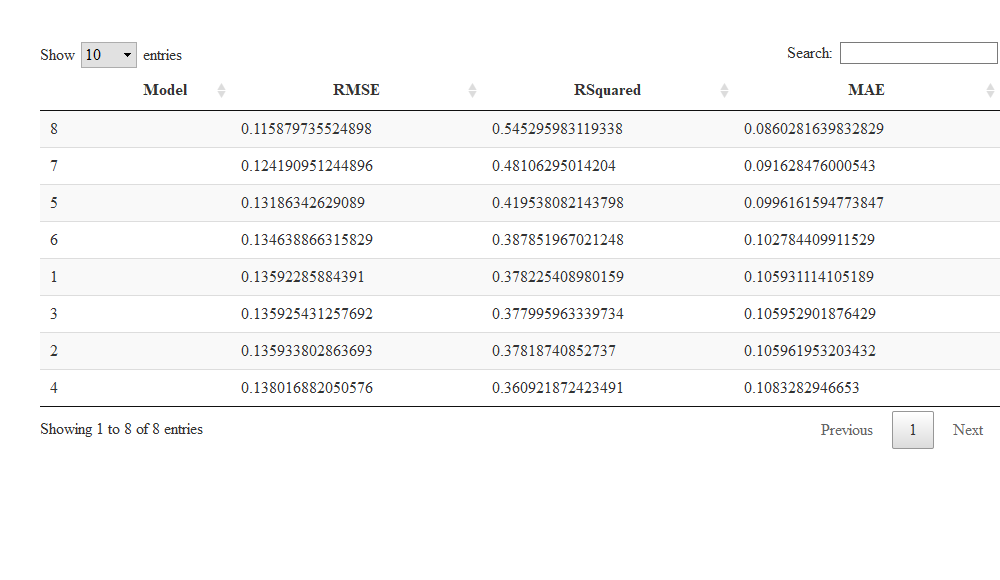 Show 10 entries Search:
Model RMSE RSquared MAE
8 0.115879735524898 0.545295983119338 0.0860281639832829
7 0.124190951244896 0.48106295014204 0.091628476000543
5 0.13186342629089 0.419538082143798 0.0996161594773847
6 0.134638866315829 0.387851967021248 0.102784409911529
1 0.13592285884391 0.378225408980159 0.105931114105189
3 0.135925431257692 0.377995963339734 0.105952901876429
2 0.135933802863693 0.37818740852737 0.105961953203432
4 0.138016882050576 0.360921872423491 0.1083282946653
Showing 1 to 8 of 8 entries Previous 1 Next